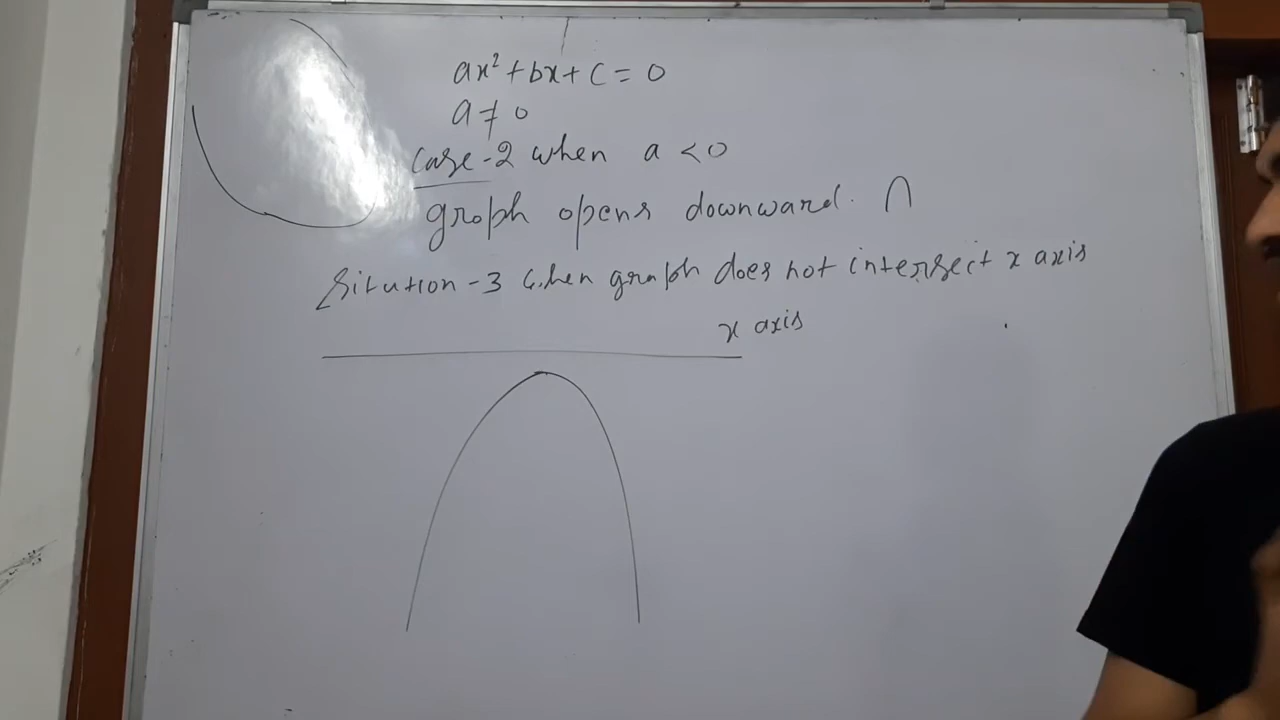 ax² + bx + c = 0
a ≠ 0
Case-2 when a < 0
graph opens downward. ∩
Sitution-3 when graph does not intersect x axis
x axis